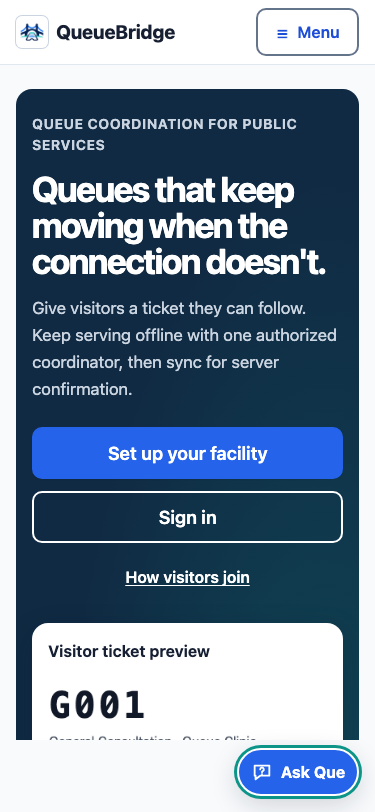 QueueBridge
≡ Menu
QUEUE COORDINATION FOR PUBLIC
SERVICES
Queues that keep
moving when the
connection doesn't.
Give visitors a ticket they can follow.
Keep serving offline with one authorized
coordinator, then sync for server
confirmation.
Set up your facility
Sign in
How visitors join
Visitor ticket preview
G001
Ask Que